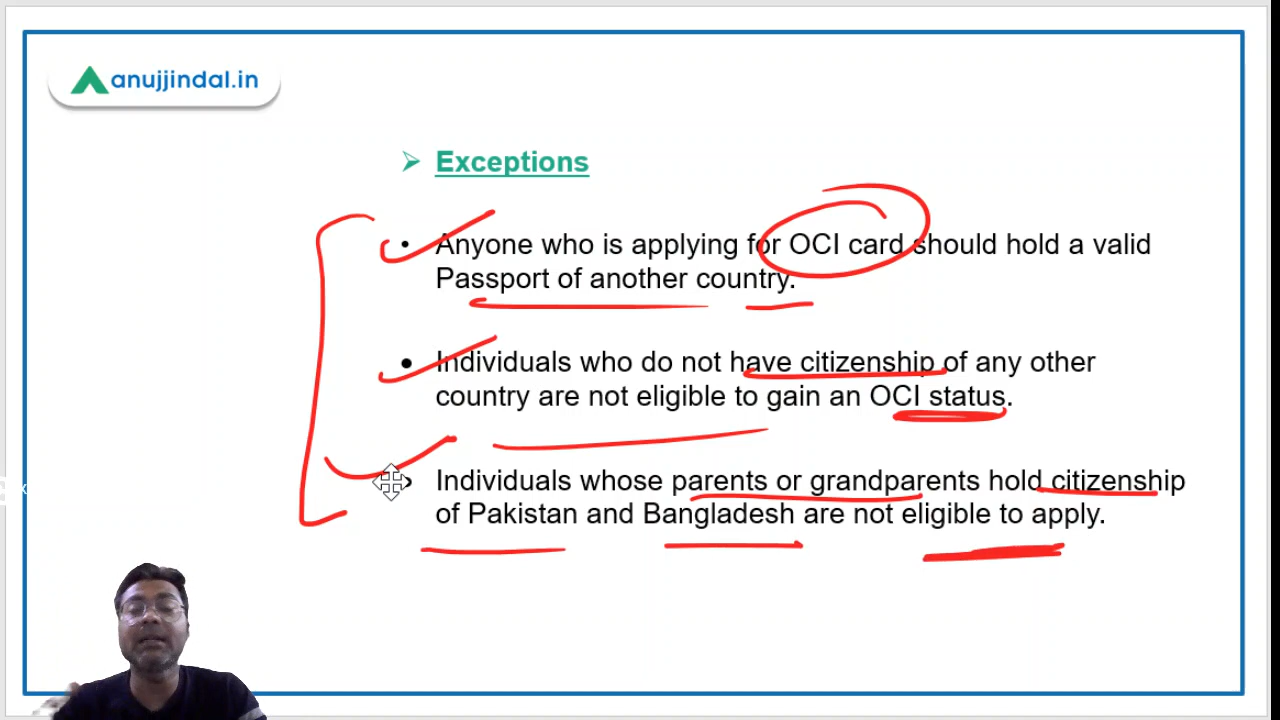 anujjindal.in
Exceptions
Anyone who is applying for OCI card should hold a valid
Passport of another country.
Individuals who do not have citizenship of any other
country are not eligible to gain an OCI status.
Individuals whose parents or grandparents hold citizenship
of Pakistan and Bangladesh are not eligible to apply.